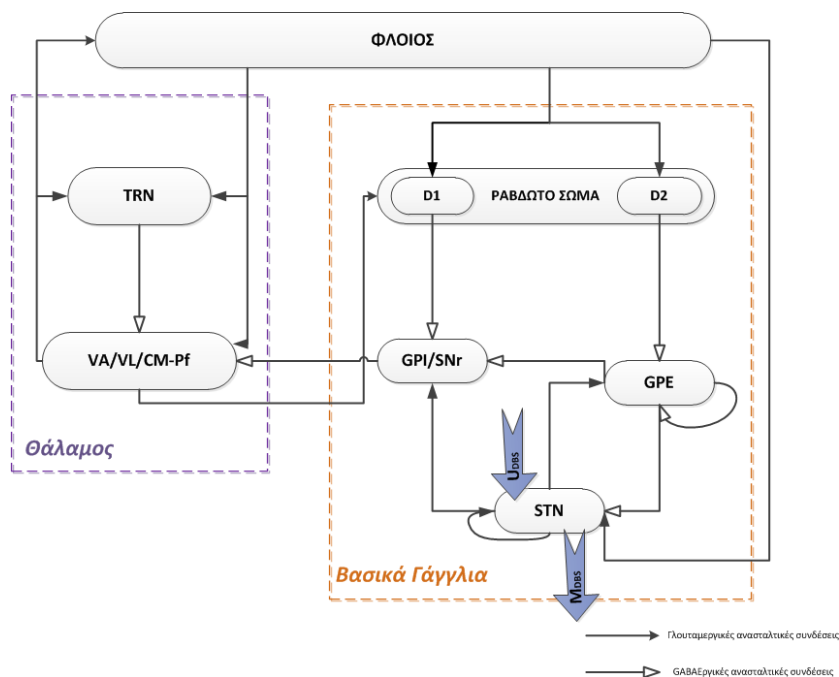 ΦΛΟΙΟΣ
TRN
D1
ΡΑΒΔΩΤΟ ΣΩΜΑ
D2
VA/VL/CM-Pf
GPI/SNr
GPE
Θάλαμος
UDBS
STN
MDBS
Βασικά Γάγγλια
Γλουταμεργικές ανασταλτικές συνδέσεις
GABAEργικές ανασταλτικές συνδέσεις